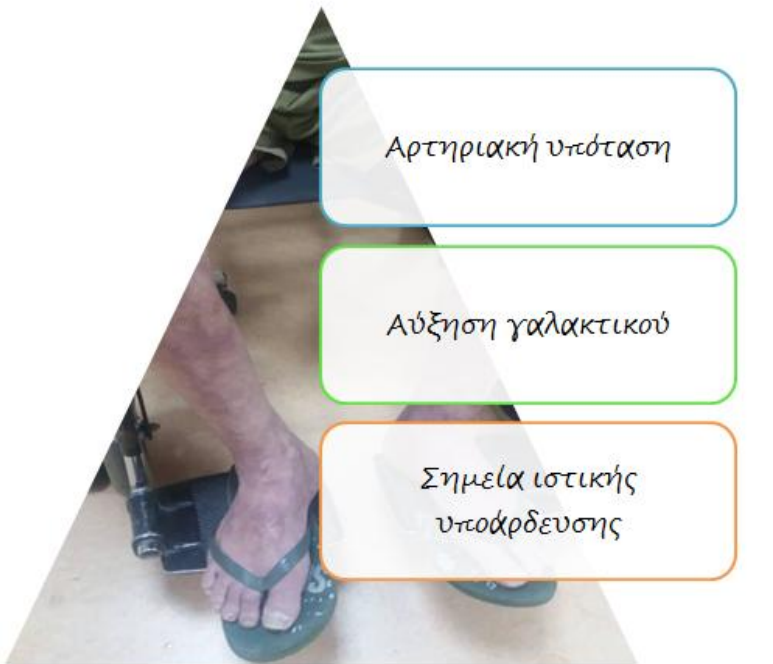 Αρτηριακή υπόταση
Αύξηση γαλακτικού
Σημεία ιστικής
υποάρδευσης